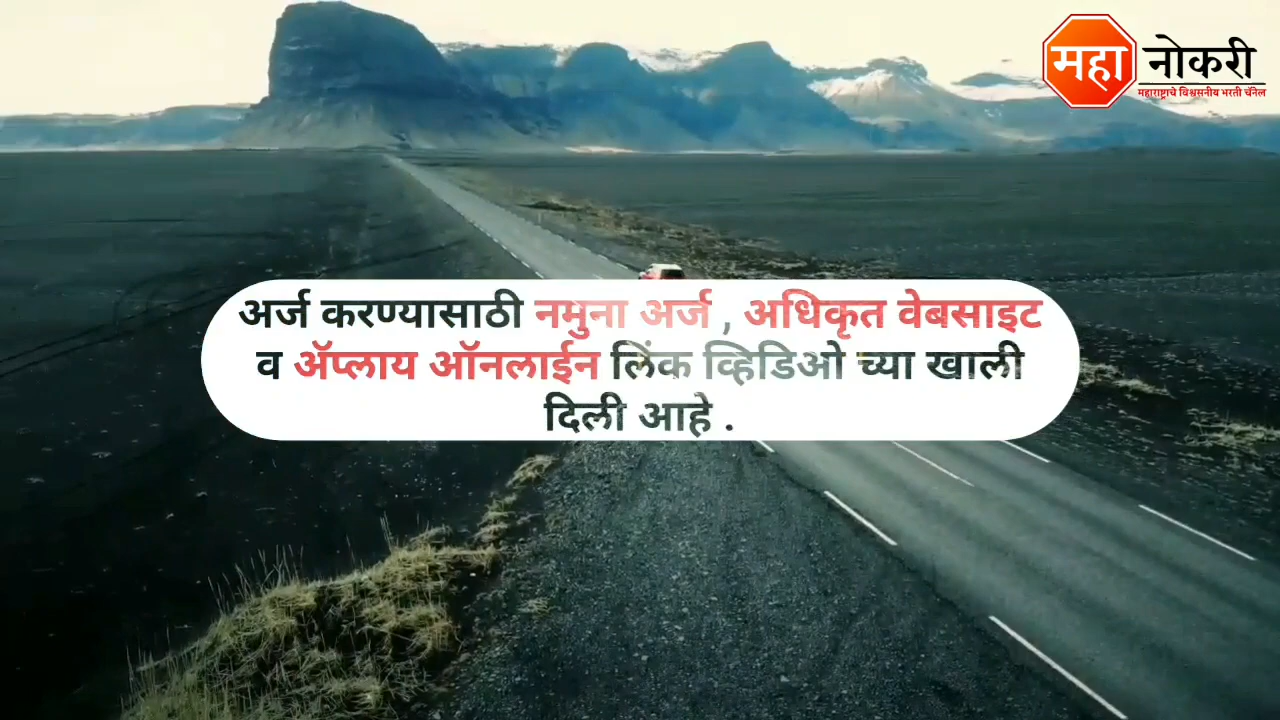 महा नोकरी
महाराष्ट्राचे विश्वसनीय भरती चॅनेल
अर्ज करण्यासाठी नमुना अर्ज , अधिकृत वेबसाइट
व ॲप्लाय ऑनलाईन लिंक व्हिडिओ च्या खाली
दिली आहे .